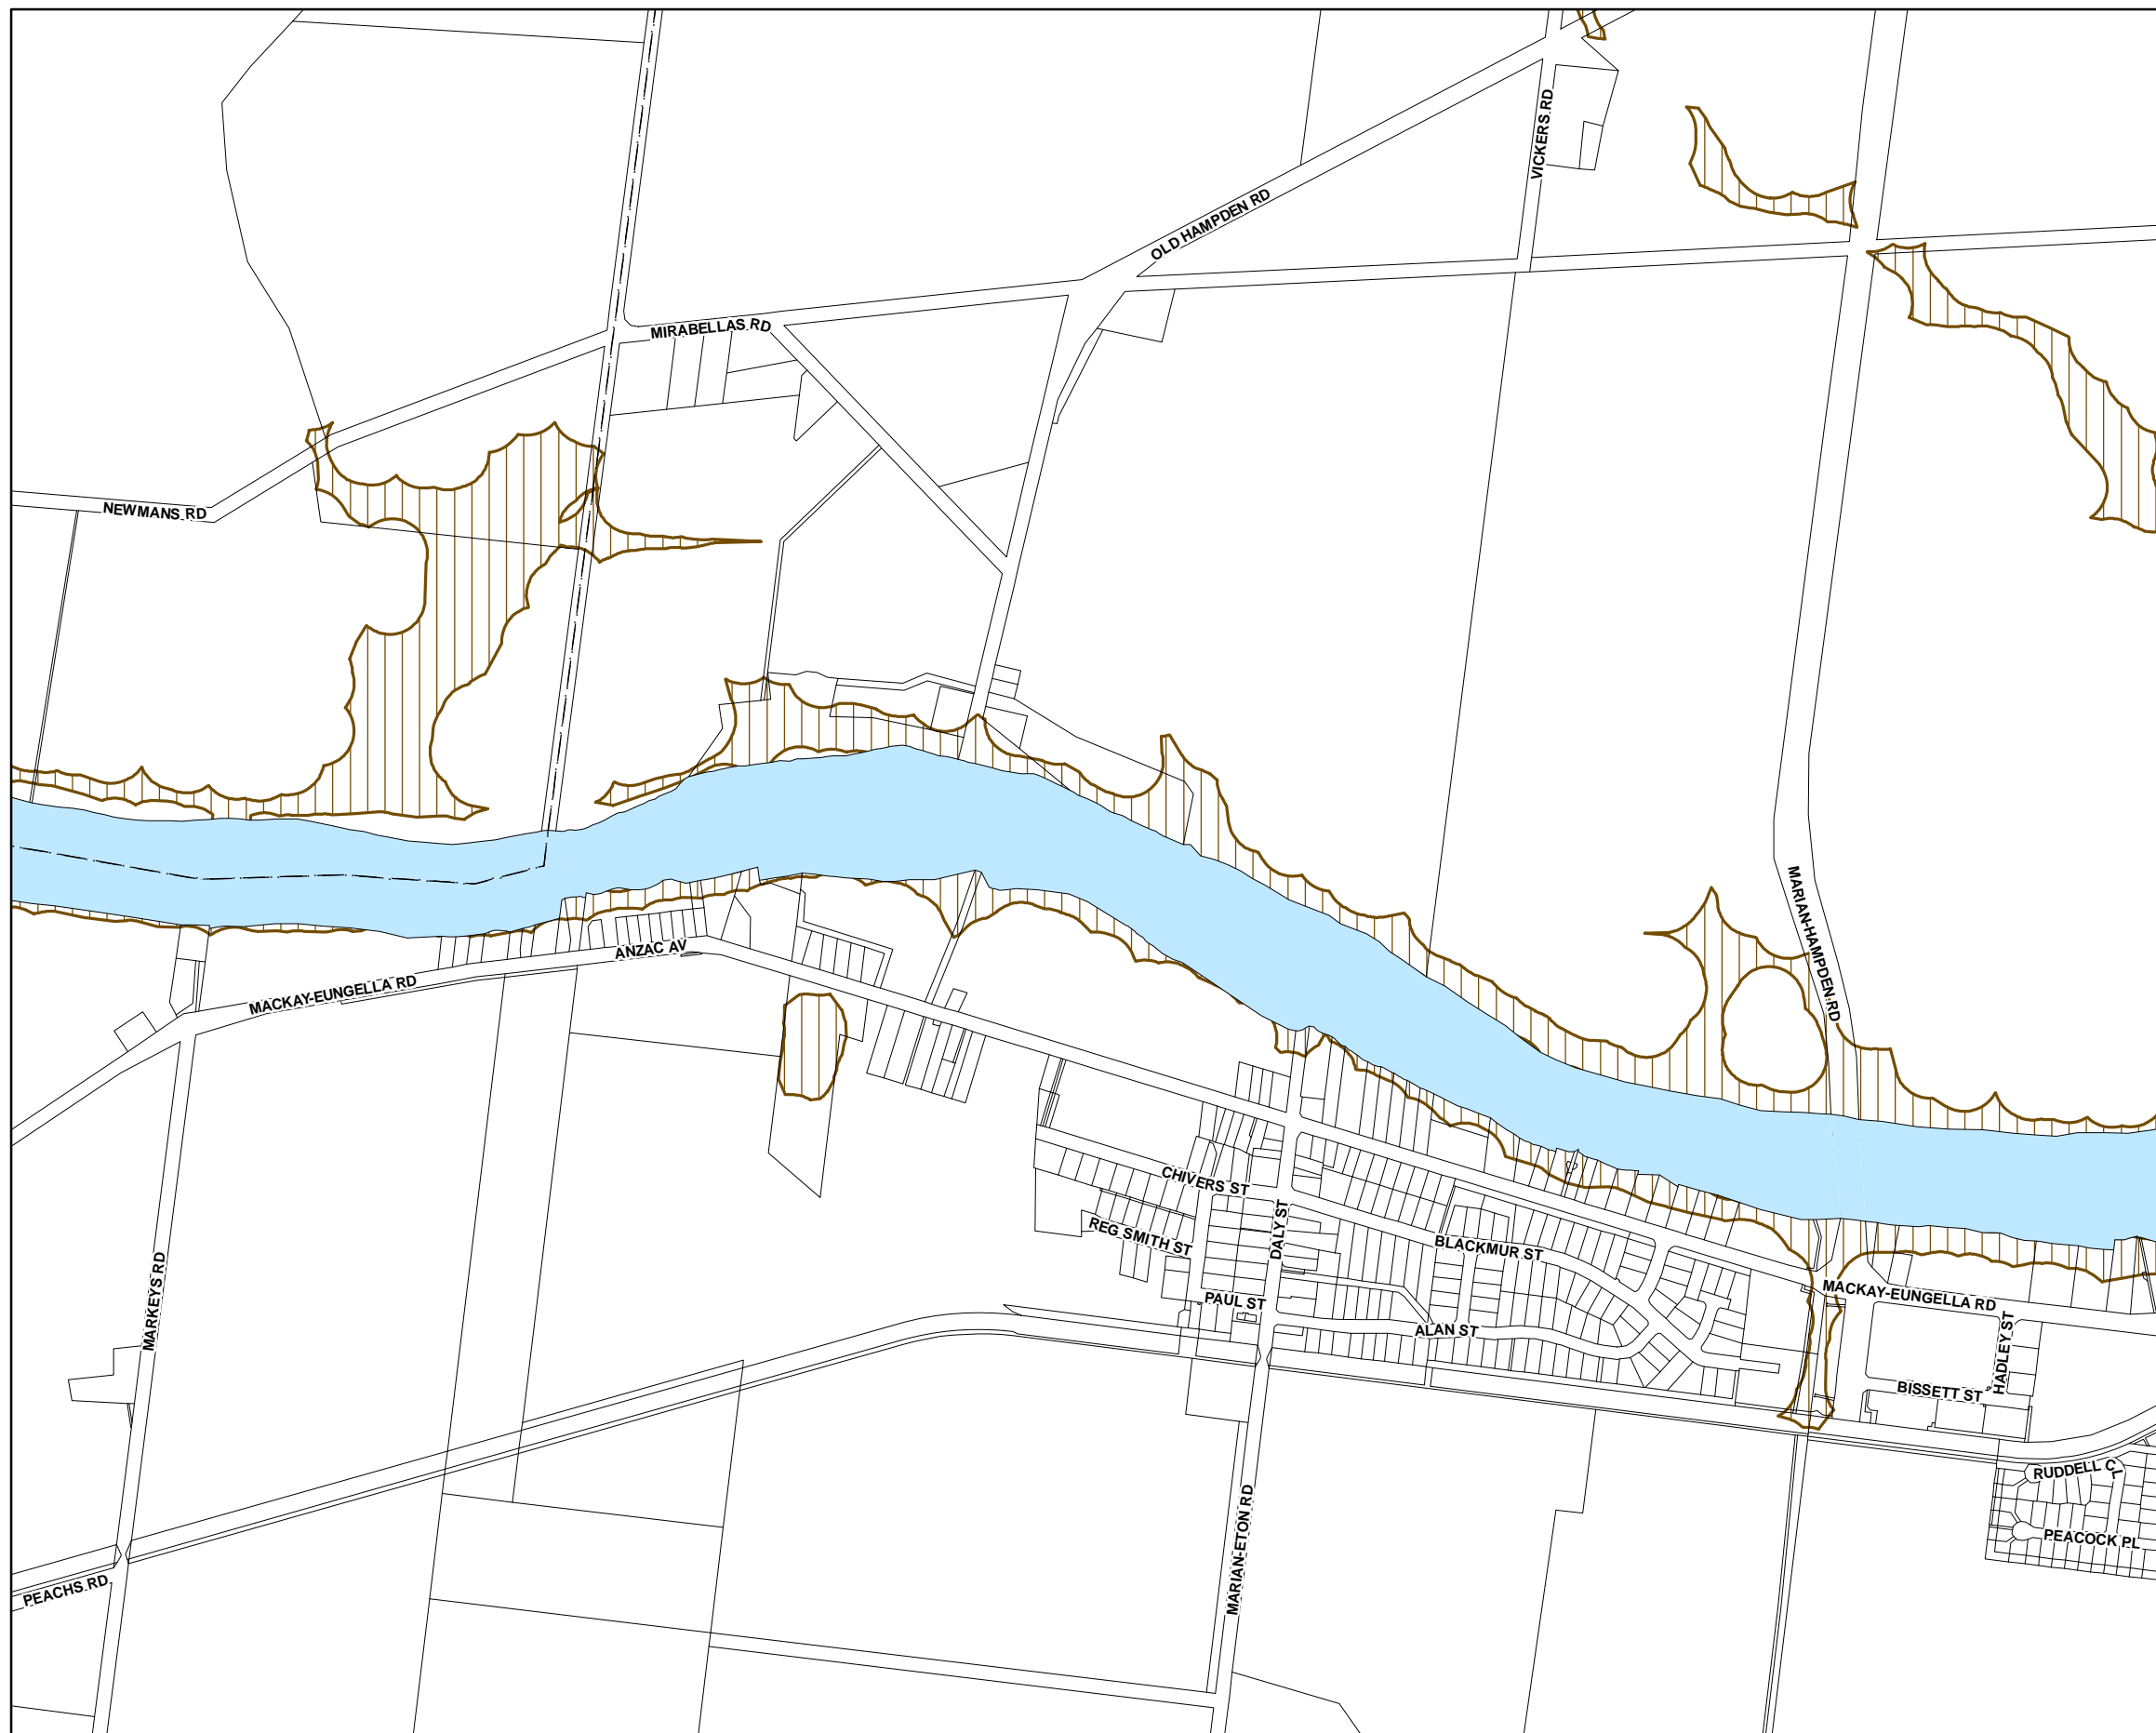 VICKERS RD
OLD HAMPDEN RD
MIRABELLAS RD
NEWMANS RD
MARIAN-HAMPDEN RD
ANZAC AV
MACKAY-EUNGELLA RD
CHIVERS ST
REG SMITH ST
DALY ST
BLACKMUR ST
MARKEYS RD
PAUL ST
ALAN ST
MACKAY-EUNGELLA RD
HADLEY ST
BISSETT ST
RUDDELL CL
PEACOCK PL
MARIAN-ETON RD
PEACHS RD